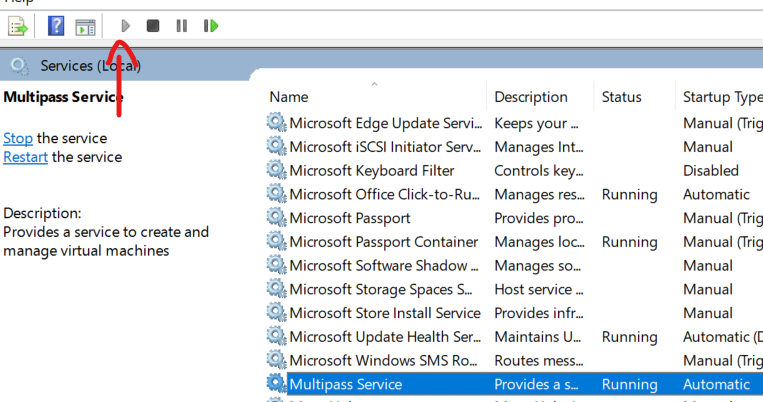 Help
Services (Local)
Multipass Service
Stop the service
Restart the service
Description:
Provides a service to create and
manage virtual machines
Name Description Status Startup Type
Microsoft Edge Update Servi... Keeps your ... Manual (Trig
Microsoft iSCSI Initiator Serv... Manages Int... Manual
Microsoft Keyboard Filter Controls key... Disabled
Microsoft Office Click-to-Ru... Manages res... Running Automatic
Microsoft Passport Provides pro... Manual (Trig
Microsoft Passport Container Manages loc... Running Manual (Trig
Microsoft Software Shadow ... Manages so... Manual
Microsoft Storage Spaces S... Host service ... Manual
Microsoft Store Install Service Provides infr... Manual
Microsoft Update Health Ser... Maintains U... Running Automatic (D
Microsoft Windows SMS Ro... Routes mess... Manual (Trig
Multipass Service Provides a s... Running Automatic